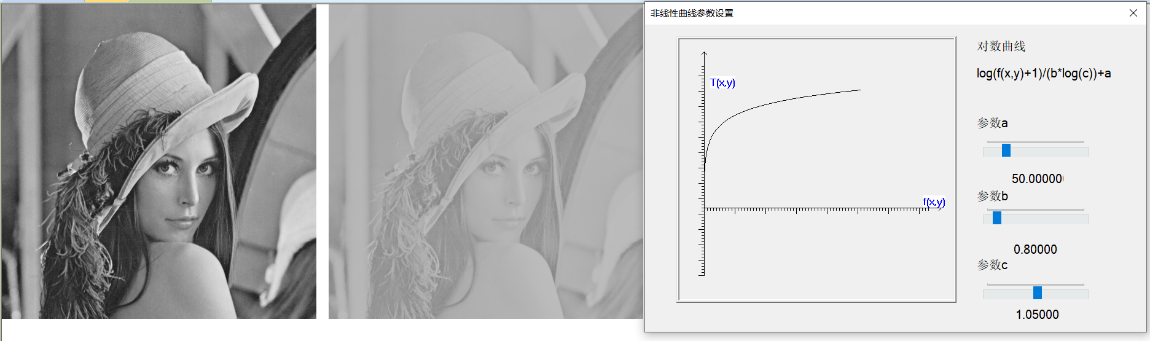 非线性曲线参数设置
T(x,y)
f(x,y)
对数曲线
log(f(x,y)+1)/(b*log(c))+a
参数a
50.00000
参数b
0.80000
参数c
1.05000